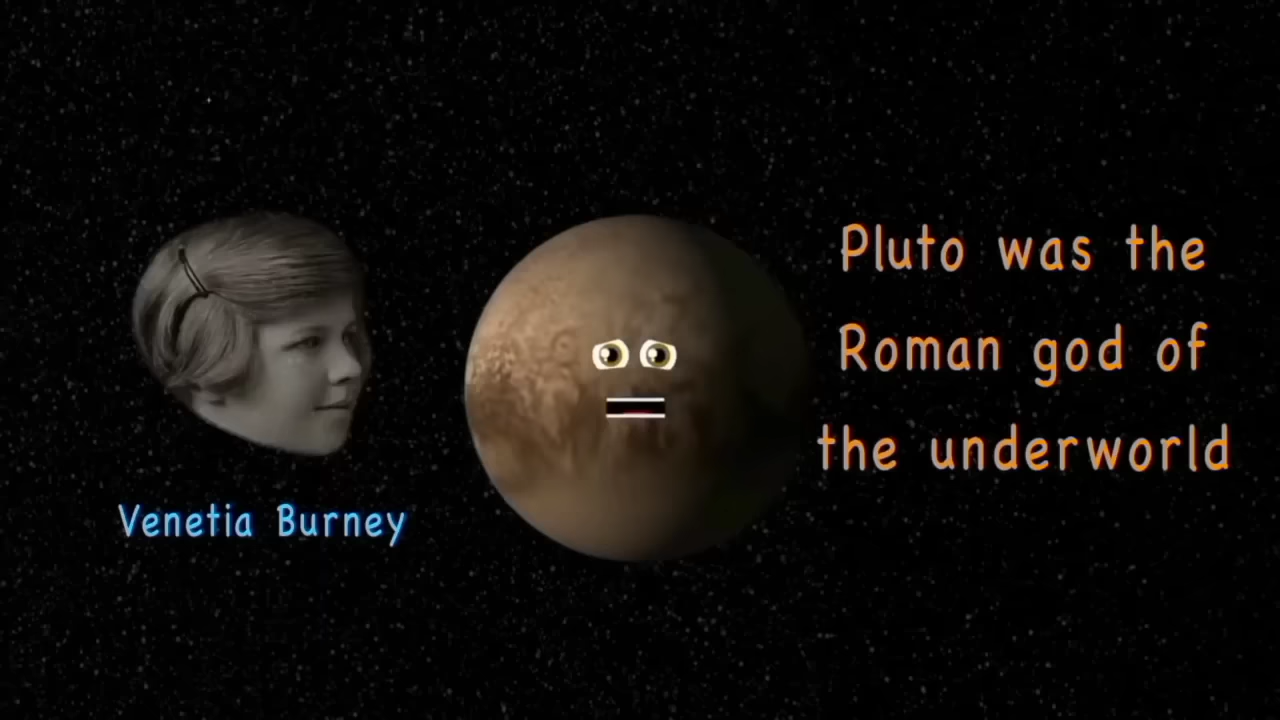 Pluto was the
Roman god of
the underworld
Venetia Burney